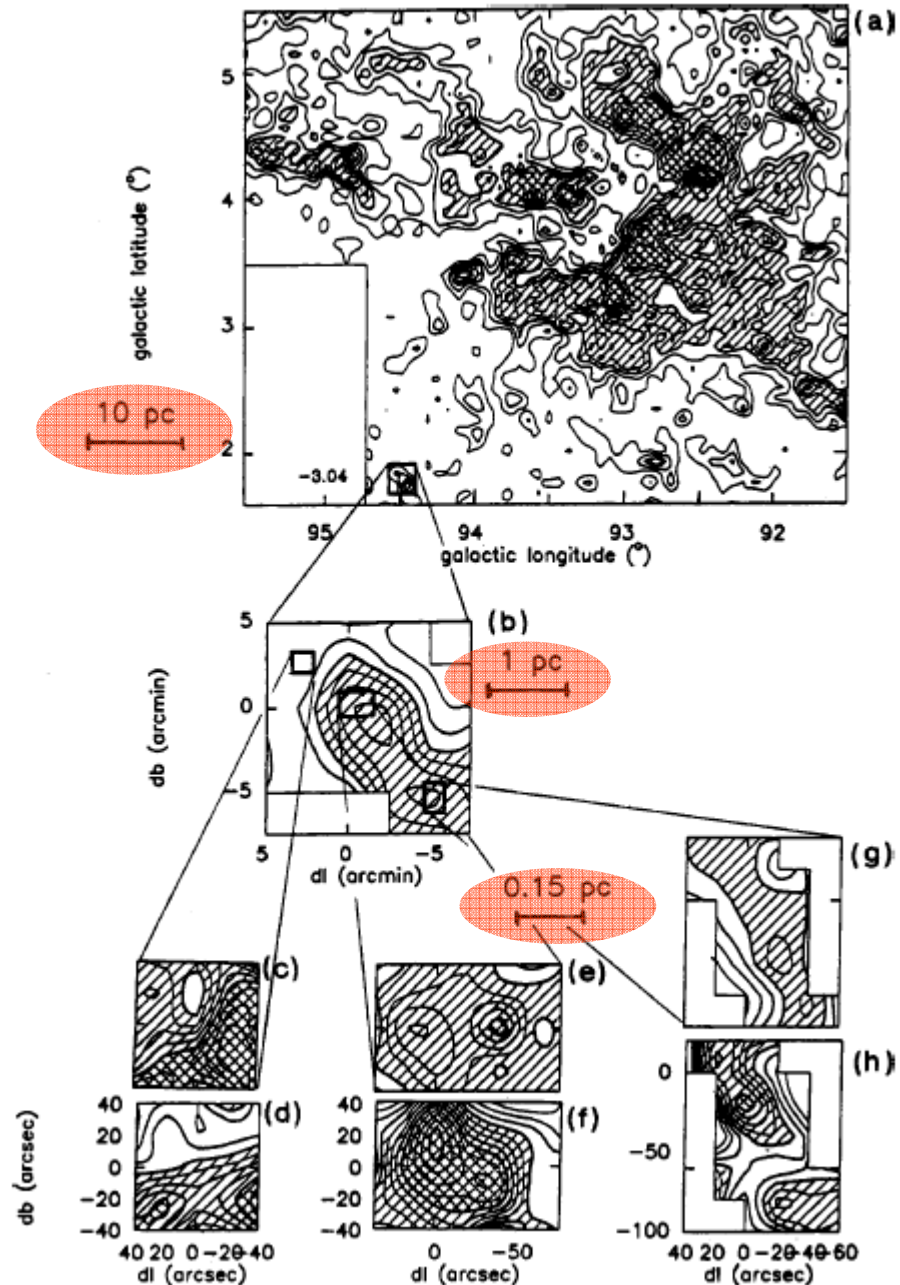 (a)
5
4
galactic latitude (°)
3
10 pc
2
-3.04
95 94 93 92
galactic longitude (°)
(b)
5
1 pc
0
db (arcmin)
-5
5 0 -5
dl (arcmin)
(g)
0.15 pc
(c)
(e)
(h)
0
40 (d) 40 (f)
20 20
-50
0 0
db (arcsec)
-20 -20
-40 -40 -100
40 20 0 -20 -40 0 -50 40 20 0 -20 -40 -60
dl (arcsec) dl (arcsec) dl (arcsec)